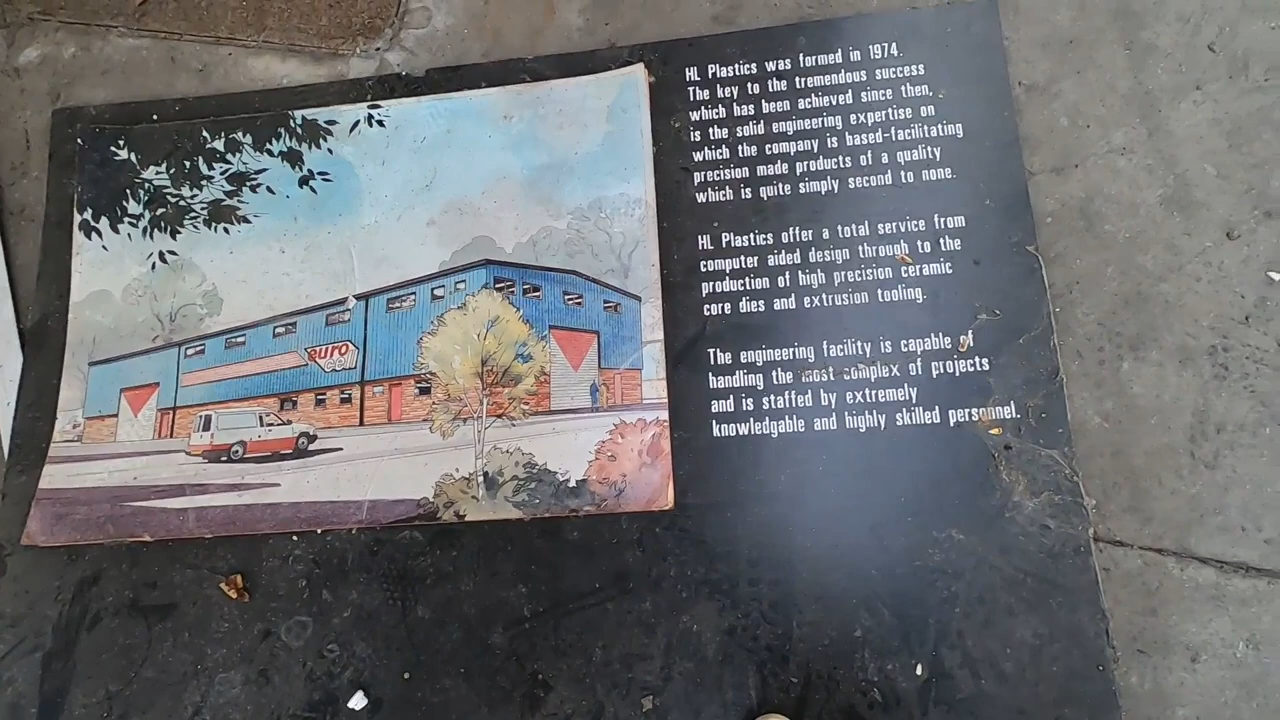 euro
cell
HL Plastics was formed in 1974.
The key to the tremendous success
which has been achieved since then,
is the solid engineering expertise on
which the company is based-facilitating
precision made products of a quality
which is quite simply second to none.
HL Plastics offer a total service from
computer aided design through to the
production of high precision ceramic
core dies and extrusion tooling.
The engineering facility is capable of
handling the most complex of projects
and is staffed by extremely
knowledgable and highly skilled personnel.